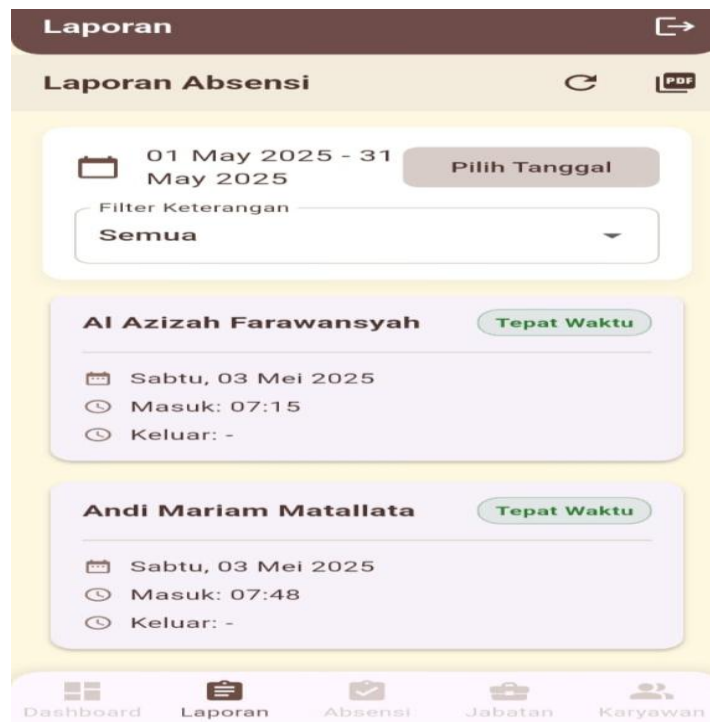 Laporan
Laporan Absensi
PDF
01 May 2025 - 31
May 2025
Pilih Tanggal
Filter Keterangan
Semua
Al Azizah Farawansyah
Tepat Waktu
Sabtu, 03 Mei 2025
Masuk: 07:15
Keluar: -
Andi Mariam Matallata
Tepat Waktu
Sabtu, 03 Mei 2025
Masuk: 07:48
Keluar: -
Dashboard Laporan Absensi Jabatan Karyawan